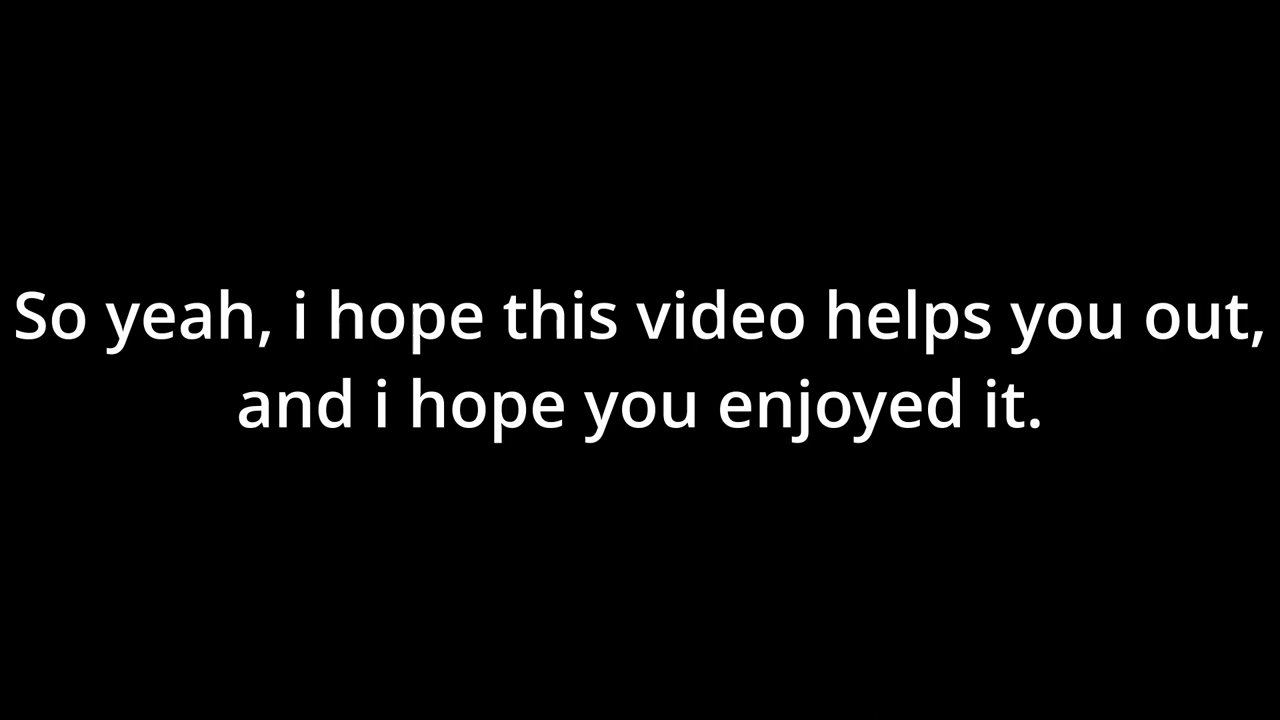 So yeah, i hope this video helps you out,
and i hope you enjoyed it.